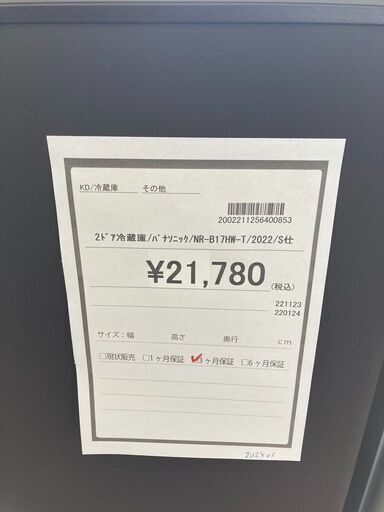 KD/冷蔵庫 その他
2002211256400853
2ﾄﾞｱ冷蔵庫/ﾊﾟﾅｿﾆｯｸ/NR-B17HW-T/2022/S仕
¥21,780(税込)
221123
220124
サイズ：幅 高さ 奥行 cm
□現状販売 □1ヶ月保証 ☑3ヶ月保証 □6ヶ月保証